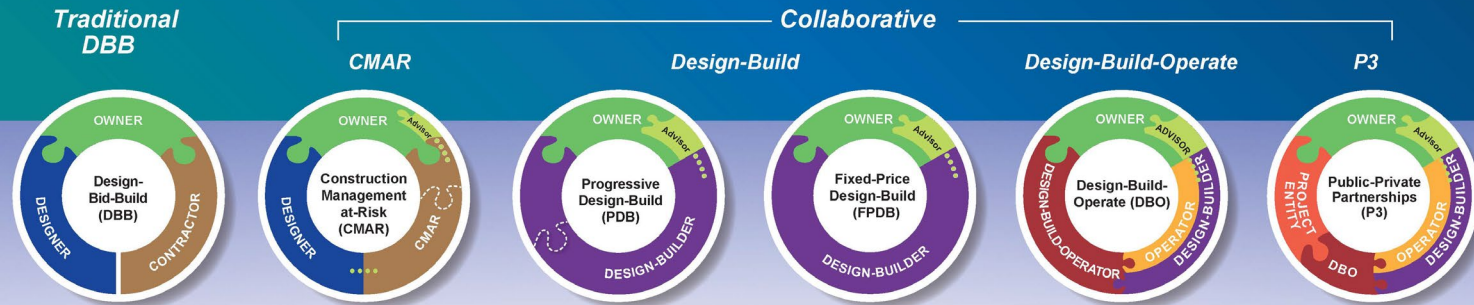 Traditional
DBB
Collaborative
CMAR
Design-Build
Design-Build-Operate
P3
OWNER
DESIGNER
CONTRACTOR
Design-
Bid-Build
(DBB)
OWNER
Advisor
DESIGNER
CMAR
Construction
Management
at-Risk
(CMAR)
OWNER
Advisor
DESIGN-BUILDER
Progressive
Design-Build
(PDB)
OWNER
Advisor
DESIGN-BUILDER
Fixed-Price
Design-Build
(FPDB)
OWNER
ADVISOR
DESIGN-BUILD-OPERATOR
OPERATOR
DESIGN-BUILDER
Design-Build-
Operate (DBO)
OWNER
Advisor
PROJECT
ENTITY
DBO
OPERATOR
DESIGN-BUILDER
Public-Private
Partnerships
(P3)